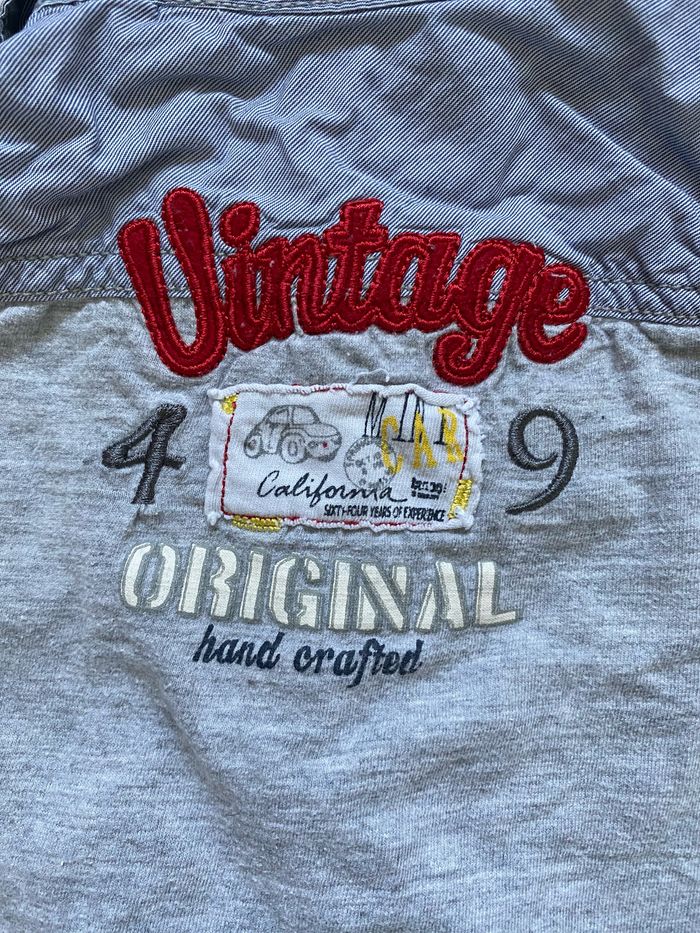 Vintage
4 9
MINI
CAR
California
SIXTY-FOUR YEARS OF EXPERIENCE
ORIGINAL
hand crafted